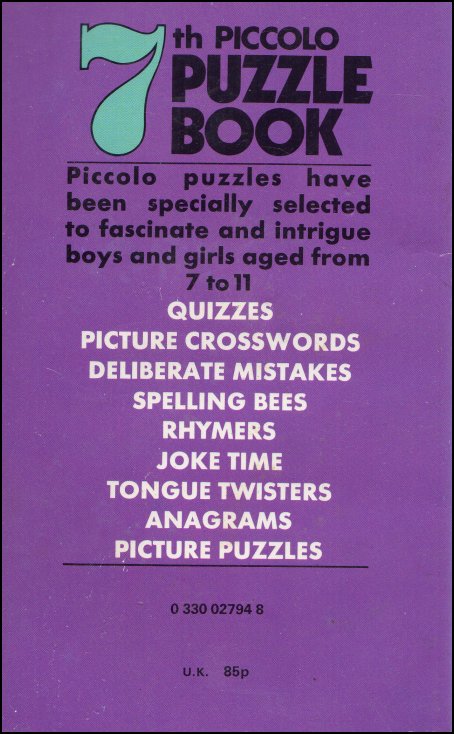 7th PICCOLO
PUZZLE
BOOK
Piccolo puzzles have
been specially selected
to fascinate and intrigue
boys and girls aged from
7 to 11
QUIZZES
PICTURE CROSSWORDS
DELIBERATE MISTAKES
SPELLING BEES
RHYMERS
JOKE TIME
TONGUE TWISTERS
ANAGRAMS
PICTURE PUZZLES
0 330 02794 8
U.K. 85p